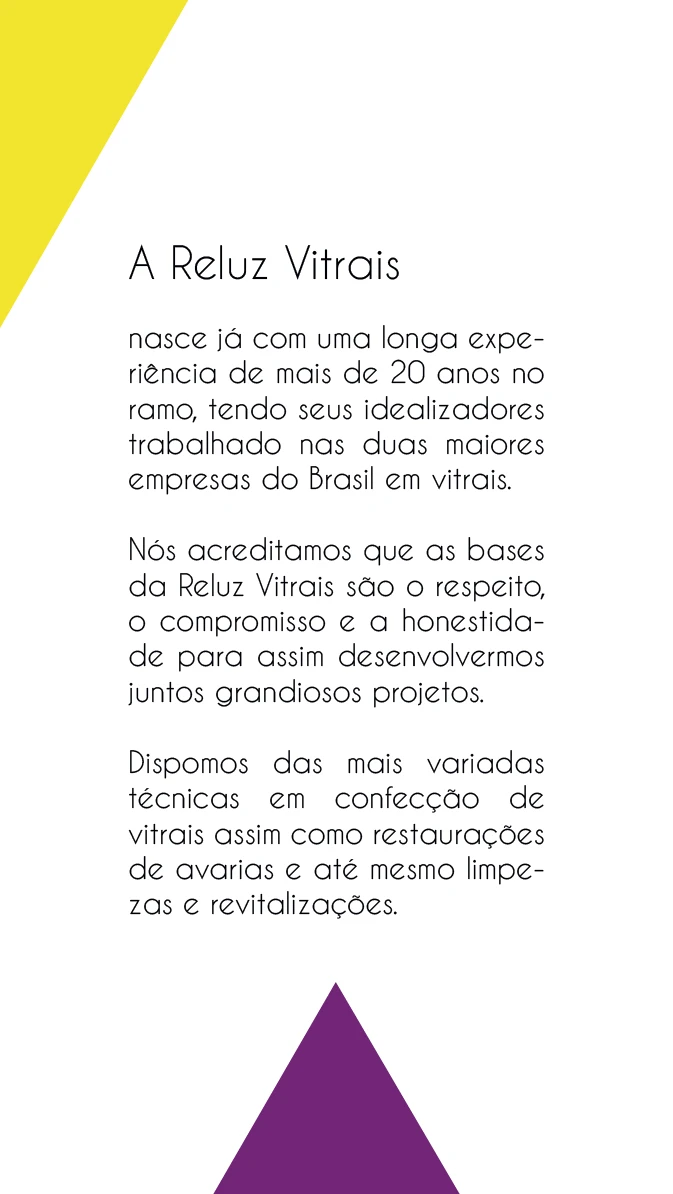 A Reluz Vitrais
nasce já com uma longa expe-
riência de mais de 20 anos no
ramo, tendo seus idealizadores
trabalhado nas duas maiores
empresas do Brasil em vitrais.
Nós acreditamos que as bases
da Reluz Vitrais são o respeito,
o compromisso e a honestida-
de para assim desenvolvermos
juntos grandiosos projetos.
Dispomos das mais variadas
técnicas em confecção de
vitrais assim como restaurações
de avarias e até mesmo limpe-
zas e revitalizações.